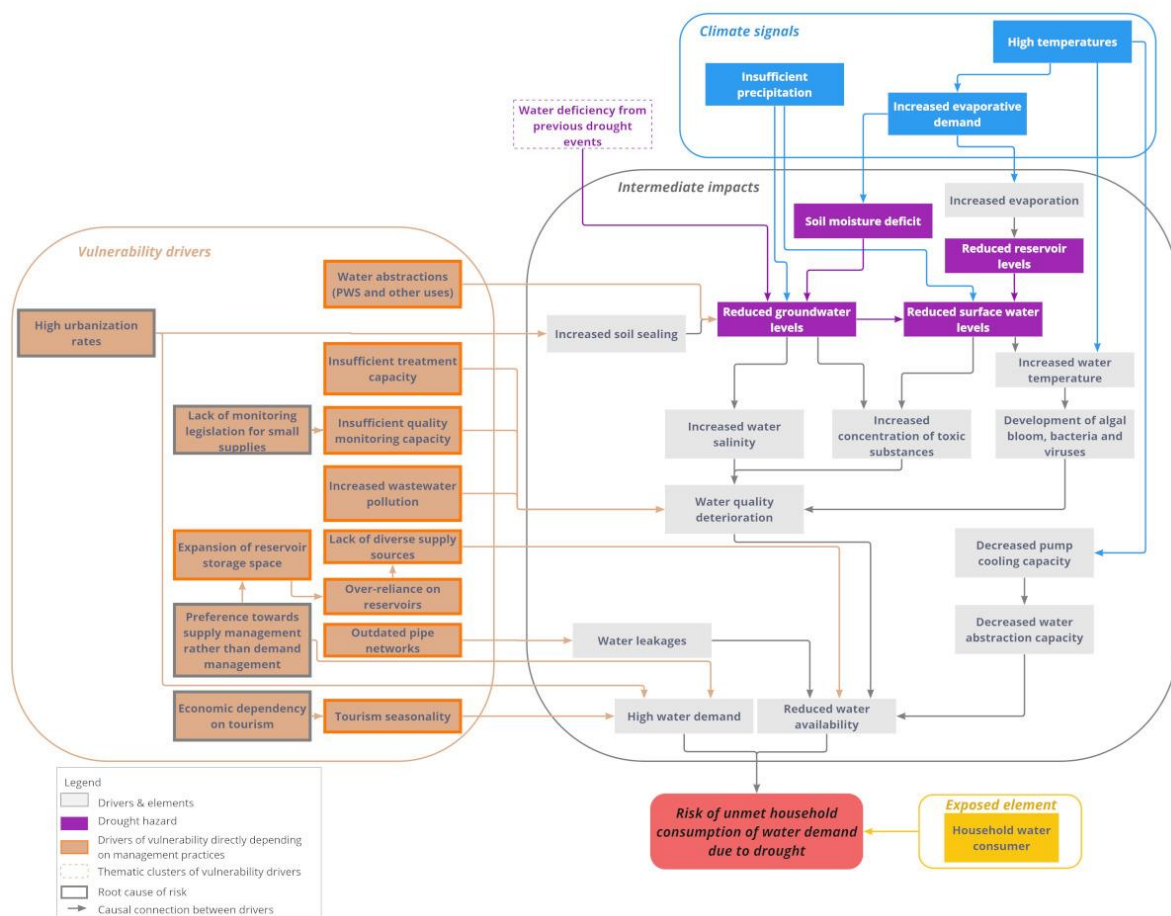 Climate signals
High temperatures
Insufficient
precipitation
Increased evaporative
demand
Water deficiency from
previous drought
events
Intermediate impacts
Increased evaporation
Soil moisture deficit
Reduced reservoir
levels
Vulnerability drivers
Water abstractions
(PWS and other uses)
High urbanization
rates
Increased soil sealing
Reduced groundwater
levels
Reduced surface water
levels
Insufficient treatment
capacity
Increased water
temperature
Lack of monitoring
legislation for small
supplies
Insufficient quality
monitoring capacity
Increased water
salinity
Increased
concentration of toxic
substances
Development of algal
bloom, bacteria and
viruses
Increased wastewater
pollution
Water quality
deterioration
Expansion of reservoir
storage space
Lack of diverse supply
sources
Decreased pump
cooling capacity
Over-reliance on
reservoirs
Preference towards
supply management
rather than demand
management
Outdated pipe
networks
Water leakages
Decreased water
abstraction capacity
Economic dependency
on tourism
Tourism seasonality
High water demand
Reduced water
availability
Legend
Drivers & elements
Drought hazard
Drivers of vulnerability directly depending
on management practices
Thematic clusters of vulnerability drivers
Root cause of risk
Causal connection between drivers
Risk of unmet household
consumption of water demand
due to drought
Exposed element
Household water
consumer